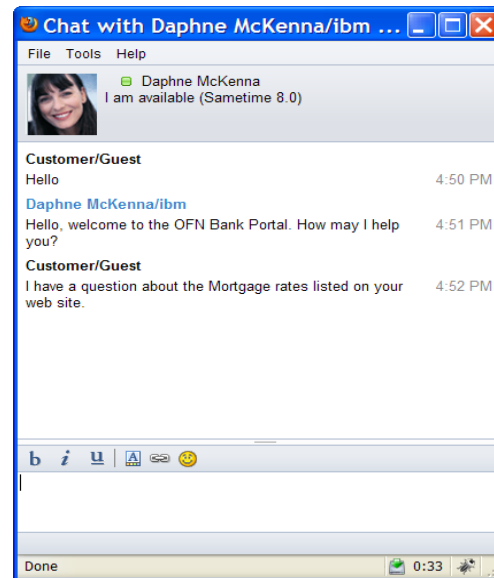 Chat with Daphne McKenna/ibm ...
File Tools Help
Daphne McKenna
I am available (Sametime 8.0)
Customer/Guest
Hello 4:50 PM
Daphne McKenna/ibm
Hello, welcome to the OFN Bank Portal. How may I help 4:51 PM
you?
Customer/Guest
I have a question about the Mortgage rates listed on your 4:52 PM
web site.
b i u A
Done 0:33